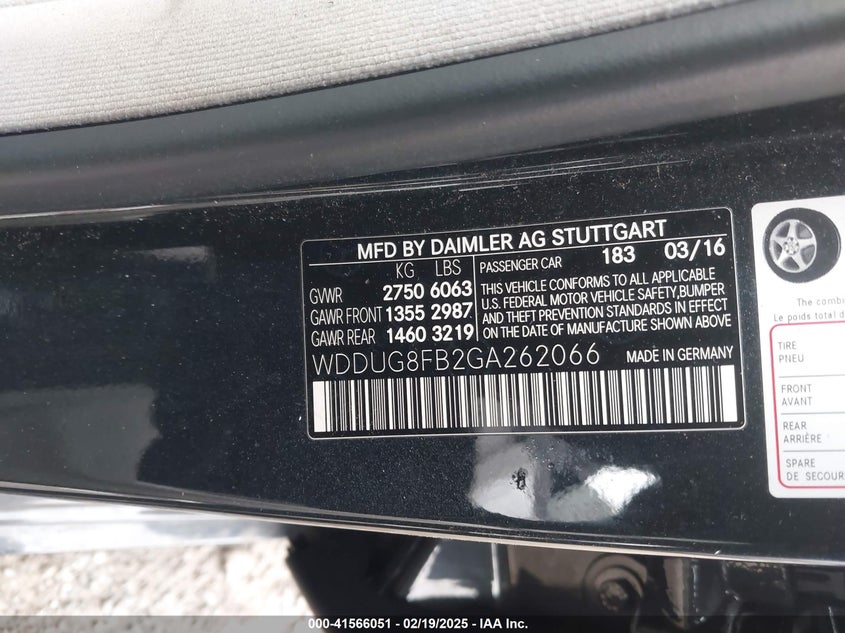 MFD BY DAIMLER AG STUTTGART
KG LBS
GVWR 2750 6063
GAWR FRONT 1355 2987
GAWR REAR 1460 3219
PASSENGER CAR 183 03/16
THIS VEHICLE CONFORMS TO ALL APPLICABLE
U.S. FEDERAL MOTOR VEHICLE SAFETY, BUMPER
AND THEFT PREVENTION STANDARDS IN EFFECT
ON THE DATE OF MANUFACTURE SHOWN ABOVE
WDDUG8FB2GA262066 MADE IN GERMANY
The combin
Le poids total d
TIRE
PNEU
FRONT
AVANT
REAR
ARRIÈRE
SPARE
DE SECOUR
000-41566051 - 02/19/2025 - IAA Inc.